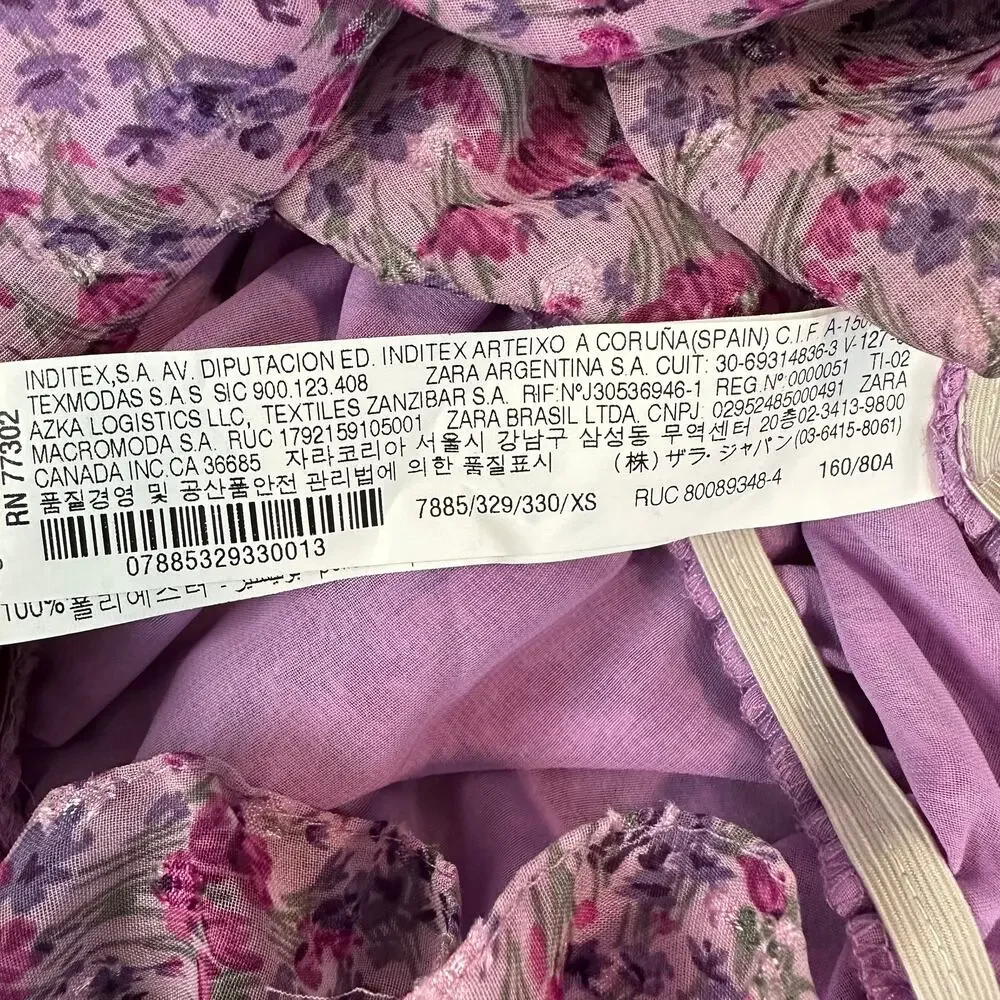 INDITEX,S.A. AV. DIPUTACION ED. INDITEX ARTEIXO A CORUÑA(SPAIN) C.I.F. A-150
TEXMODAS S.A.S SIC 900.123.408 ZARA ARGENTINA S.A. CUIT: 30-69314836-3 V-127
AZKA LOGISTICS LLC, TEXTILES ZANZIBAR S.A. RIF:NºJ30536946-1 REG.Nº:0000051 TI-02
MACROMODA S.A. RUC 1792159105001 ZARA BRASIL LTDA, CNPJ: 02952485000491 ZARA
CANADA INC.CA 36685 자라코리아 서울시 강남구 삼성동 무역센터 20층02-3413-9800
품질경영 및 공산품안전 관리법에 의한 품질표시 (株) ザラ・ジャパン(03-6415-8061)
7885/329/330/XS RUC 80089348-4 160/80A
07885329330013
RN 77302
100% 폴리에스터